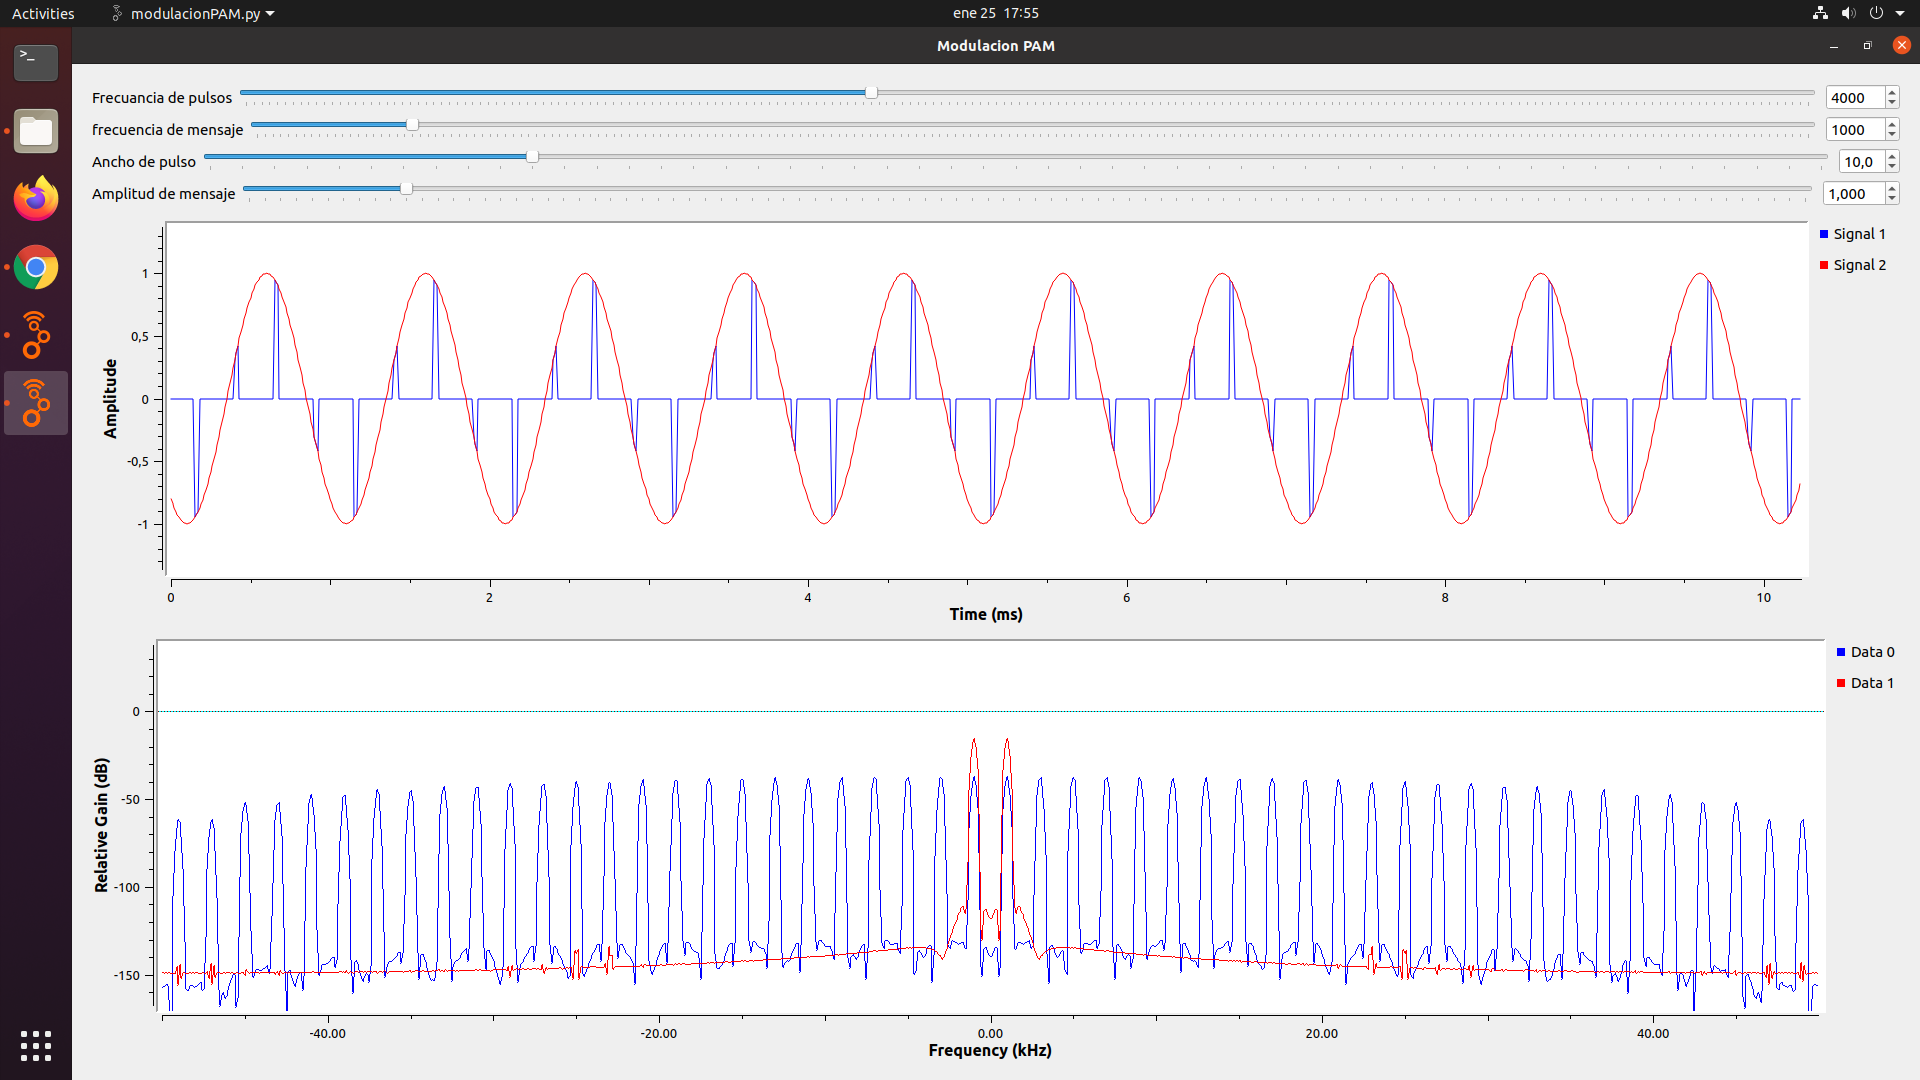 Activities modulacionPAM.py ene 25 17:55
Modulacion PAM
Frecuancia de pulsos 4000
frecuencia de mensaje 1000
Ancho de pulso 10,0
Amplitud de mensaje 1,000
Signal 1
Signal 2
1
0,5
0
-0,5
-1
Amplitude
0 2 4 6 8 10
Time (ms)
Data 0
Data 1
0
-50
-100
-150
Relative Gain (dB)
-40.00 -20.00 0.00 20.00 40.00
Frequency (kHz)